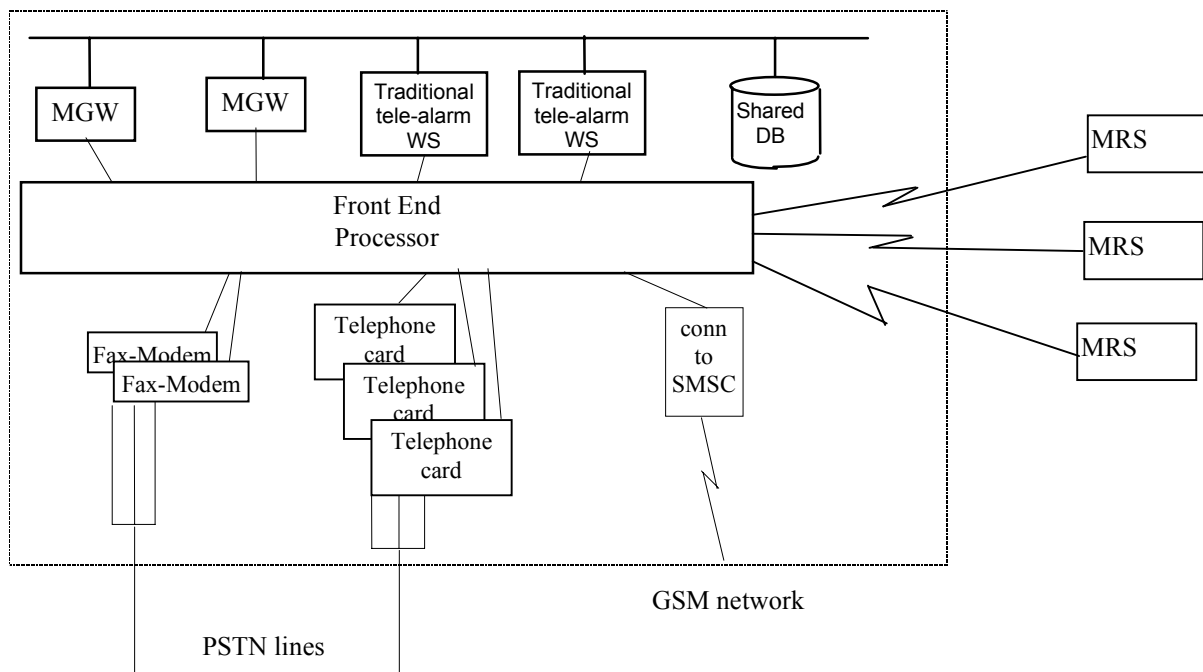 MGW
MGW
Traditional
tele-alarm
WS
Traditional
tele-alarm
WS
Shared
DB
MRS
Front End
Processor
MRS
MRS
Fax-Modem
Fax-Modem
Telephone
card
Telephone
card
Telephone
card
conn
to
SMSC
GSM network
PSTN lines